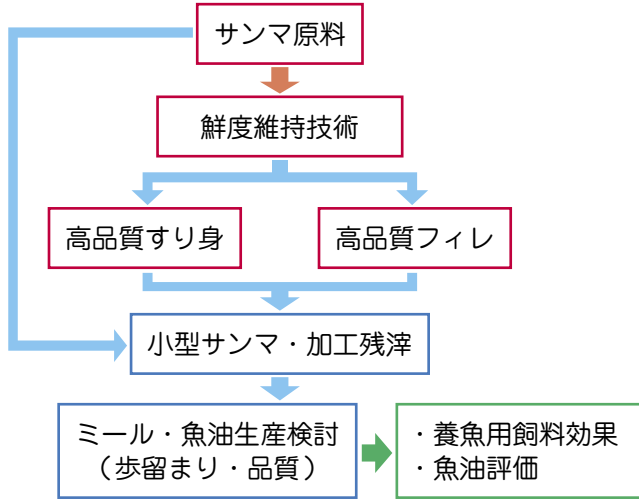 サンマ原料
鮮度維持技術
高品質すり身
高品質フィレ
小型サンマ・加工残滓
ミール・魚油生産検討
（歩留まり・品質）
・養魚用飼料効果
・魚油評価